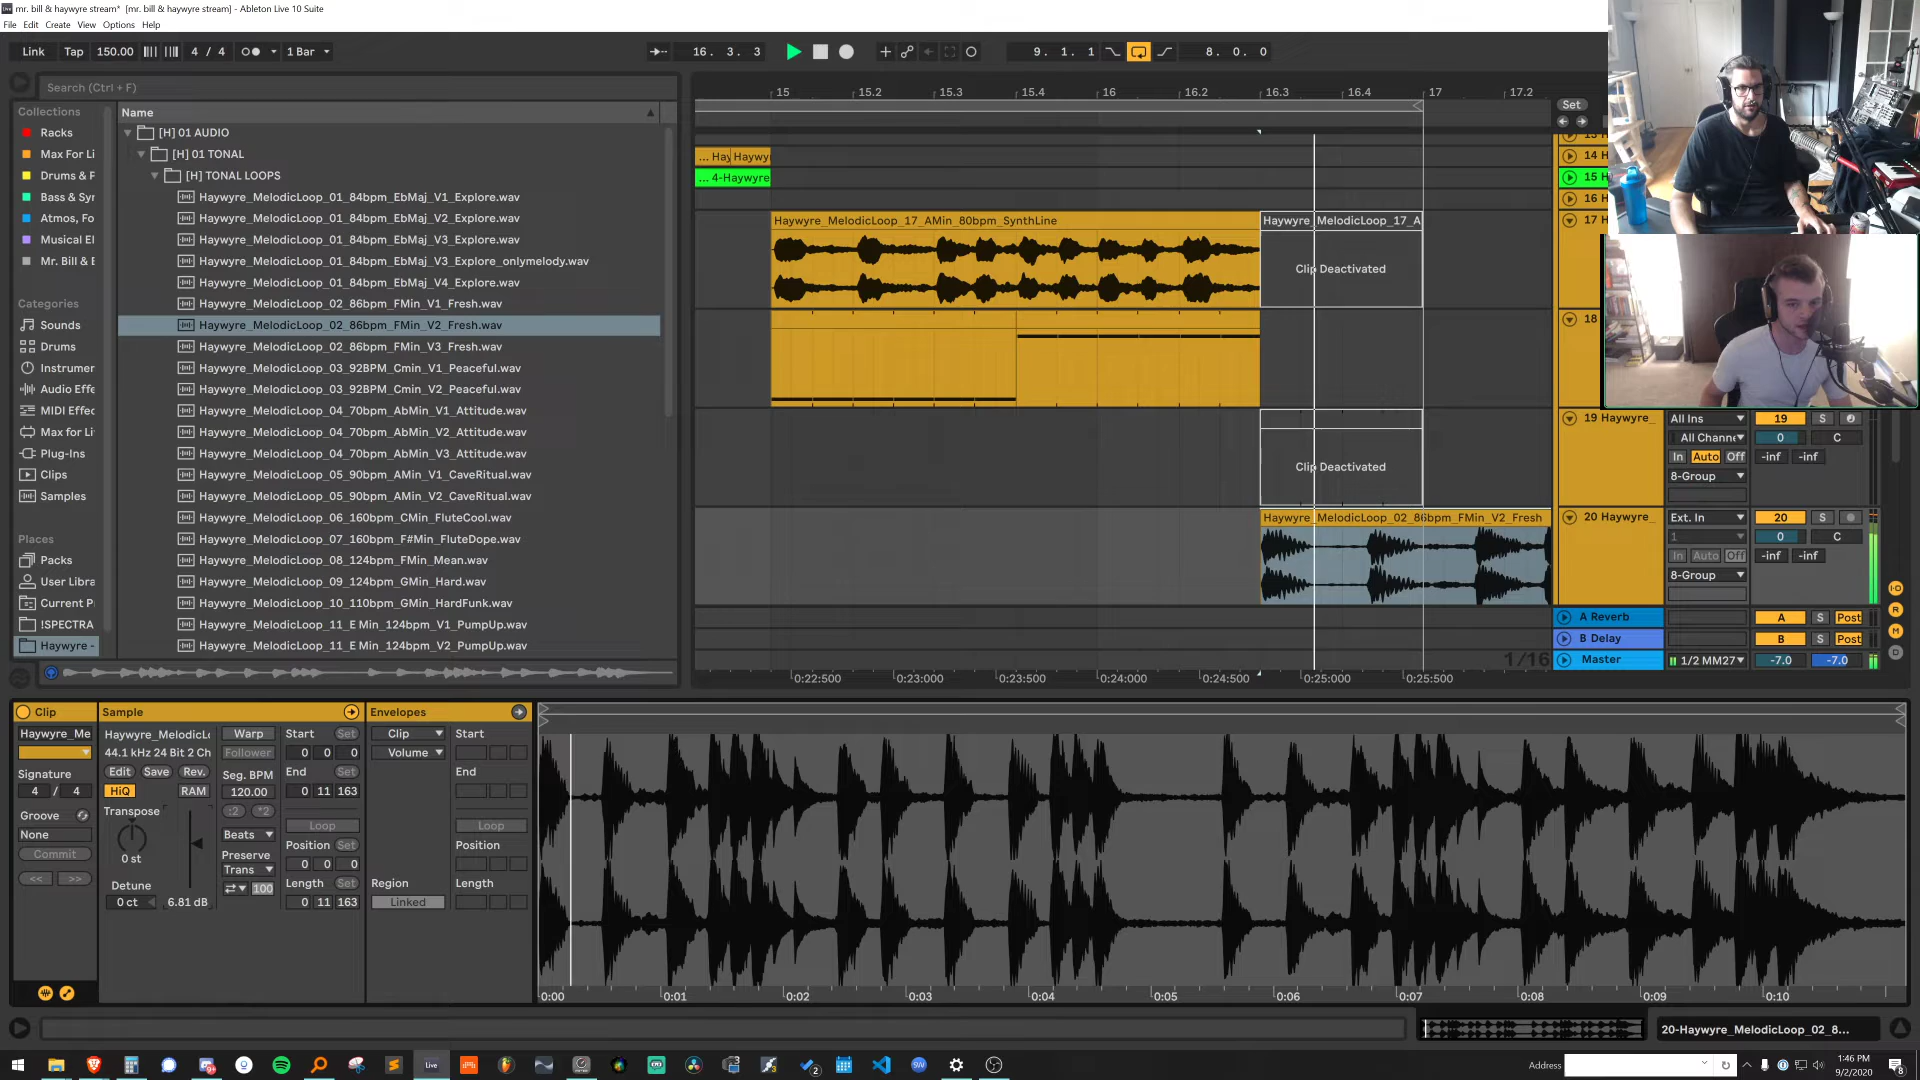 mr. bill & haywyre stream*  [mr. bill & haywyre stream] - Ableton Live 10 Suite
File Edit Create View Options Help
Link Tap 150.00 4 / 4 1 Bar 16. 3. 3 9. 1. 1 8. 0. 0
Search (Ctrl + F)
Collections
Racks
Max For Li
Drums & P
Bass & Syr
Atmos, Fo
Musical El
Mr. Bill & E
Categories
Sounds
Drums
Instrumer
Audio Effe
MIDI Effec
Max for Li
Plug-Ins
Clips
Samples
Places
Packs
User Libra
Current P
!SPECTRA
Haywyre -
Name
[H] 01 AUDIO
[H] 01 TONAL
[H] TONAL LOOPS
Haywyre_MelodicLoop_01_84bpm_EbMaj_V1_Explore.wav
Haywyre_MelodicLoop_01_84bpm_EbMaj_V2_Explore.wav
Haywyre_MelodicLoop_01_84bpm_EbMaj_V3_Explore.wav
Haywyre_MelodicLoop_01_84bpm_EbMaj_V3_Explore_onlymelody.wav
Haywyre_MelodicLoop_01_84bpm_EbMaj_V4_Explore.wav
Haywyre_MelodicLoop_02_86bpm_FMin_V1_Fresh.wav
Haywyre_MelodicLoop_02_86bpm_FMin_V2_Fresh.wav
Haywyre_MelodicLoop_02_86bpm_FMin_V3_Fresh.wav
Haywyre_MelodicLoop_03_92BPM_Cmin_V1_Peaceful.wav
Haywyre_MelodicLoop_03_92BPM_Cmin_V2_Peaceful.wav
Haywyre_MelodicLoop_04_70bpm_AbMin_V1_Attitude.wav
Haywyre_MelodicLoop_04_70bpm_AbMin_V2_Attitude.wav
Haywyre_MelodicLoop_04_70bpm_AbMin_V3_Attitude.wav
Haywyre_MelodicLoop_05_90bpm_AMin_V1_CaveRitual.wav
Haywyre_MelodicLoop_05_90bpm_AMin_V2_CaveRitual.wav
Haywyre_MelodicLoop_06_160bpm_CMin_FluteCool.wav
Haywyre_MelodicLoop_07_160bpm_F#Min_FluteDope.wav
Haywyre_MelodicLoop_08_124bpm_FMin_Mean.wav
Haywyre_MelodicLoop_09_124bpm_GMin_Hard.wav
Haywyre_MelodicLoop_10_110bpm_GMin_HardFunk.wav
Haywyre_MelodicLoop_11_E Min_124bpm_V1_PumpUp.wav
Haywyre_MelodicLoop_11_E Min_124bpm_V2_PumpUp.wav
15 15.2 15.3 15.4 16 16.2 16.3 16.4 17 17.2 Set
... Hay Haywy 14 H
... 4-Haywyre 15 H
16 H
Haywyre_MelodicLoop_17_AMin_80bpm_SynthLine Haywyre_MelodicLoop_17_A 17 H
Clip Deactivated
18
19 Haywyre_ All Ins 19 S
All Channe 0 C
In Auto Off -inf -inf
Clip Deactivated
8-Group
Haywyre_MelodicLoop_02_86bpm_FMin_V2_Fresh 20 Haywyre_ Ext. In 20 S
1 0 C
In Auto Off -inf -inf
8-Group
A Reverb A S Post
B Delay B S Post
1/16 Master 1/2 MM27 -7.0 -7.0
0:22:500 0:23:000 0:23:500 0:24:000 0:24:500 0:25:000 0:25:500
I·O
R
M
D
Clip
Haywyre_Me
Signature
4 / 4
Groove
None
Commit
<< >>
Sample
Haywyre_MelodicL
44.1 kHz 24 Bit 2 Ch
Edit Save Rev.
HiQ RAM
Transpose
0 st
Detune
0 ct 6.81 dB
Warp
Follower
Seg. BPM
120.00
:2 *2
Beats
Preserve
Trans
100
Start Set
0 0 0
End Set
0 11 163
Loop
Position Set
0 0 0
Length Set
0 11 163
Envelopes
Clip
Volume
Region
Linked
Start
End
Loop
Position
Length
0:00 0:01 0:02 0:03 0:04 0:05 0:06 0:07 0:08 0:09 0:10
20-Haywyre_MelodicLoop_02_8...
Live
Address
1:46 PM
9/2/2020